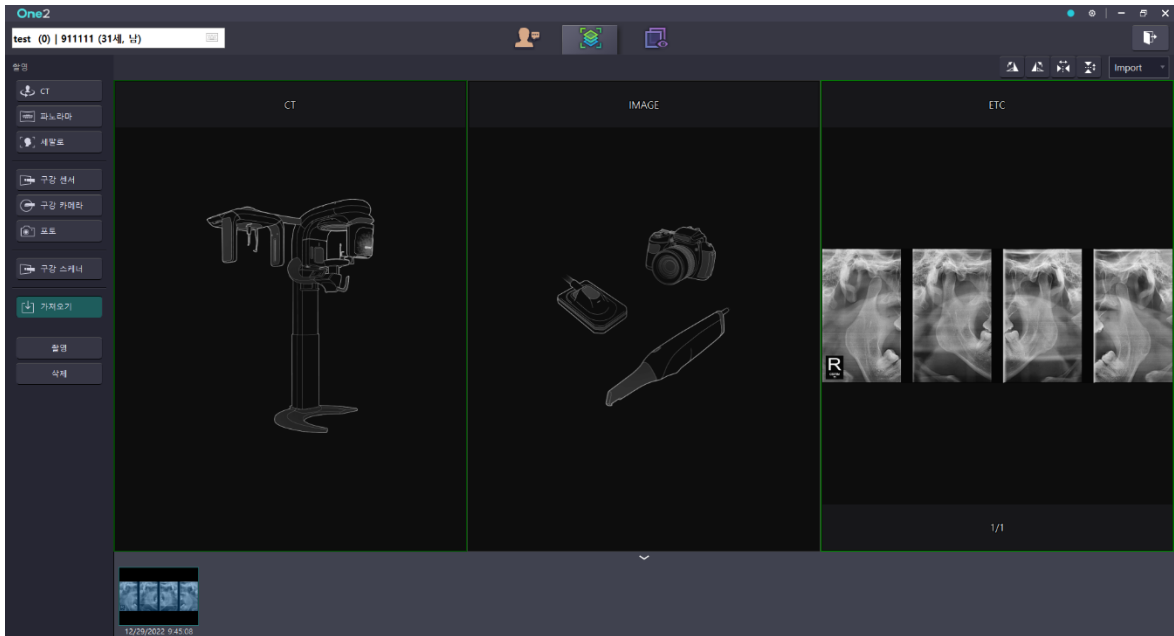 One2
test (0) | 911111 (31세, 남)
촬영
Import
CT
파노라마
세팔로
구강 센서
구강 카메라
포토
구강 스캐너
가져오기
촬영
삭제
CT
IMAGE
ETC
R
1/1
12/29/2022 9:45:08